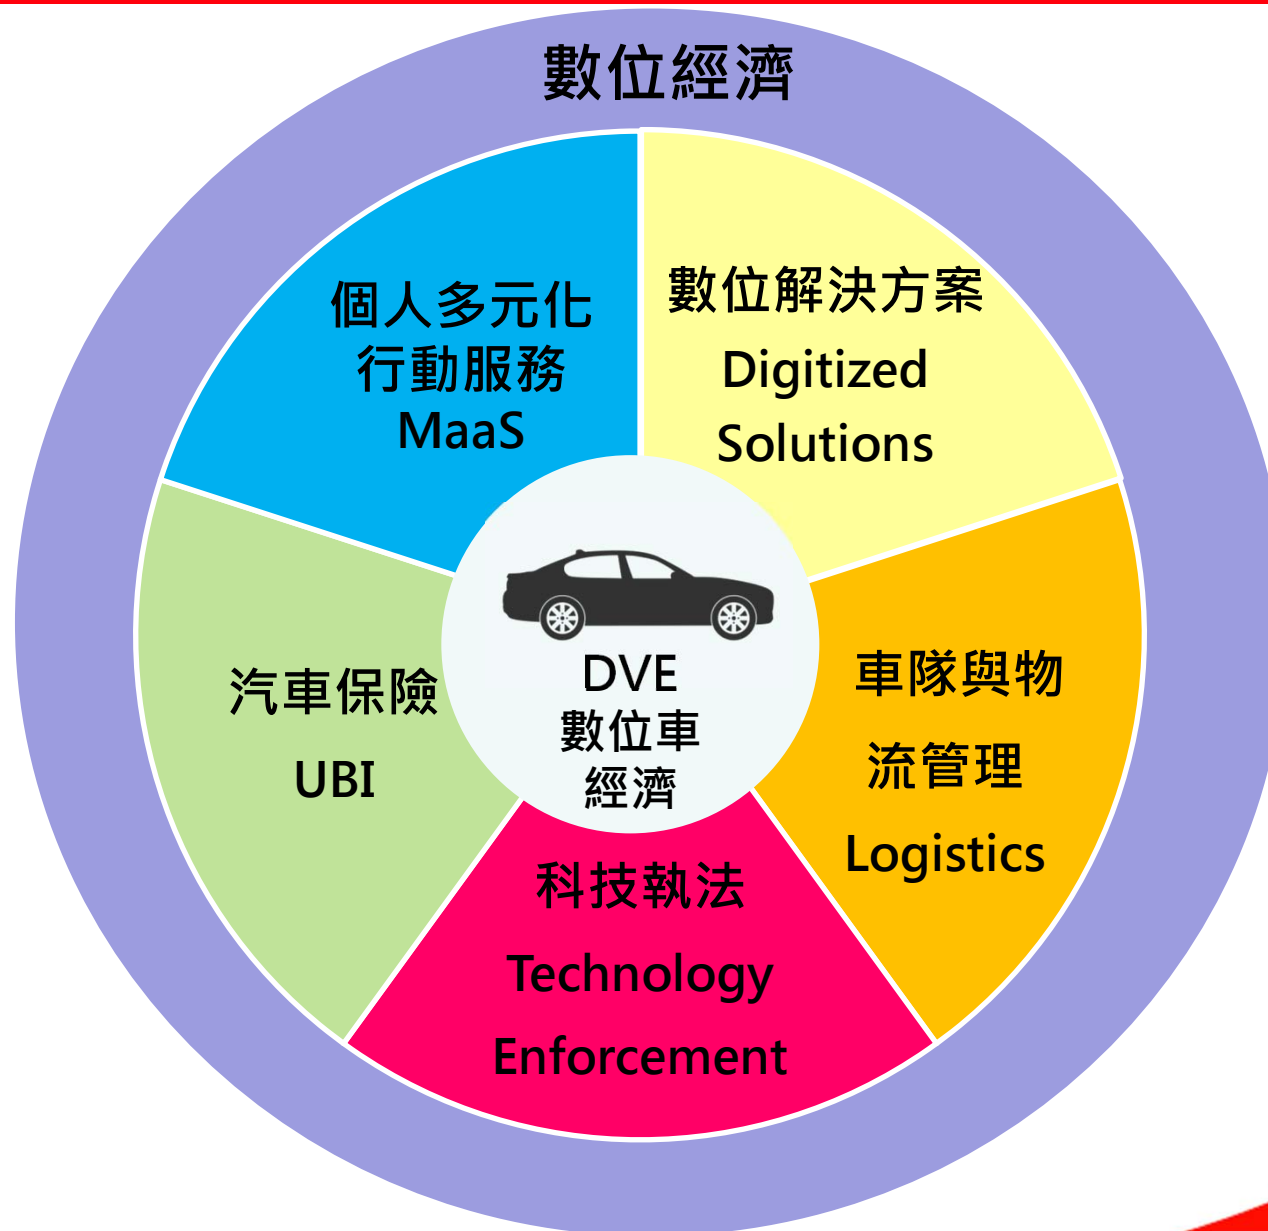 數位經濟
個人多元化
行動服務
MaaS
數位解決方案
Digitized
Solutions
汽車保險
UBI
DVE
數位車
經濟
車隊與物
流管理
Logistics
科技執法
Technology
Enforcement